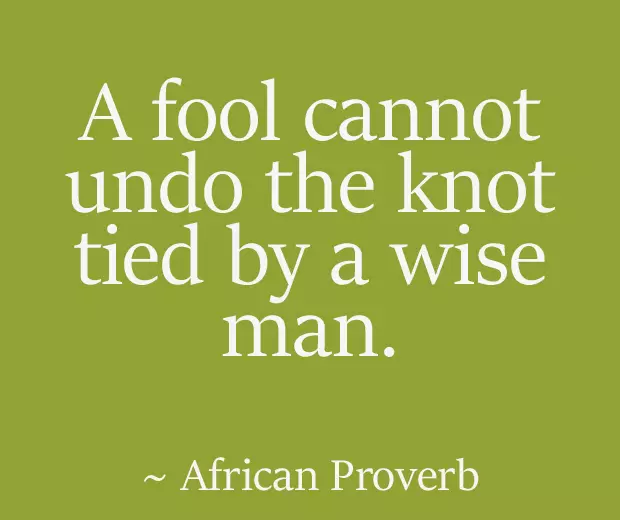 A fool cannot
undo the knot
tied by a wise
man.
~ African Proverb